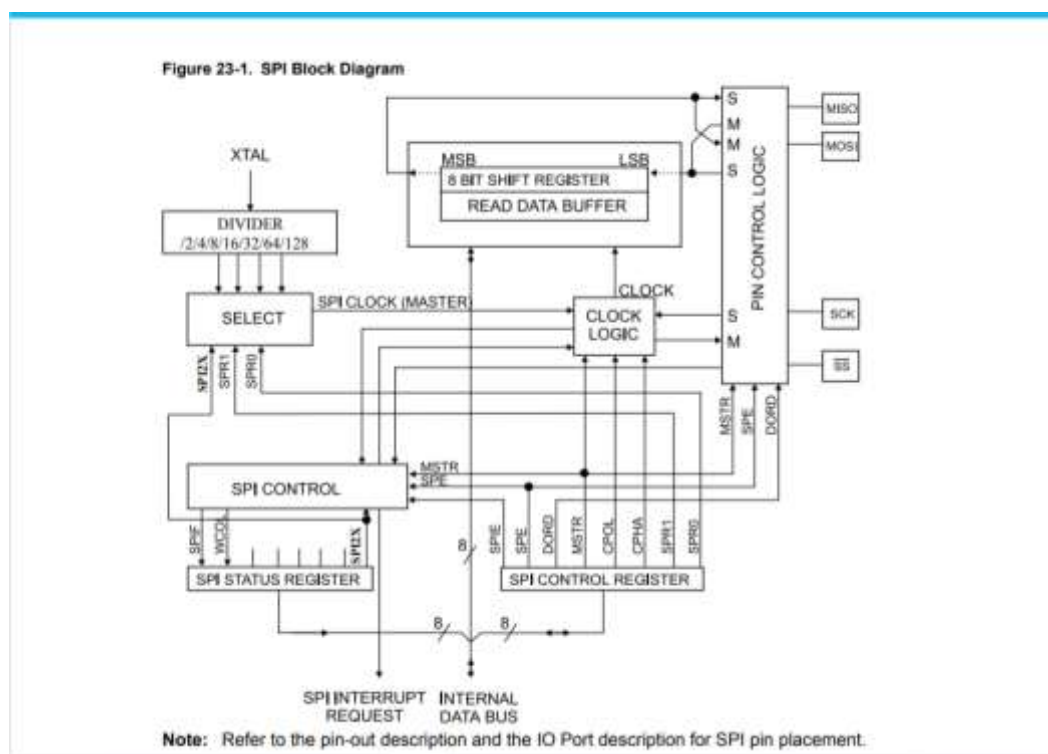 Figure 23-1. SPI Block Diagram
S
MISO
M
M
MOSI
S
MSB
LSB
8 BIT SHIFT REGISTER
READ DATA BUFFER
XTAL
DIVIDER
/2/4/8/16/32/64/128
PIN CONTROL LOGIC
SPI CLOCK (MASTER)
CLOCK
SELECT
CLOCK
LOGIC
S
SCK
M
SS
SPI2X
SPR1
SPR0
MSTR
SPE
DORD
MSTR
SPE
SPI CONTROL
SPIF
WCOL
SPI2X
SPIE
SPE
DORD
MSTR
CPOL
CPHA
SPR1
SPR0
8
SPI STATUS REGISTER
SPI CONTROL REGISTER
8
8
SPI INTERRUPT
REQUEST
INTERNAL
DATA BUS
Note: Refer to the pin-out description and the IO Port description for SPI pin placement.